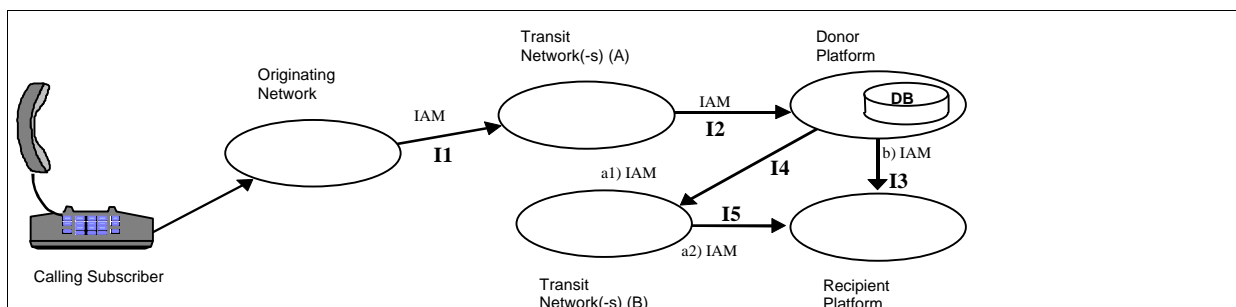 Transit
Network(-s) (A)
Donor
Platform
Originating
Network
DB
IAM
I1
IAM
I2
a1) IAM
I4
b) IAM
I3
I5
a2) IAM
Calling Subscriber
Transit
Network(-s) (B)
Recipient
Platform